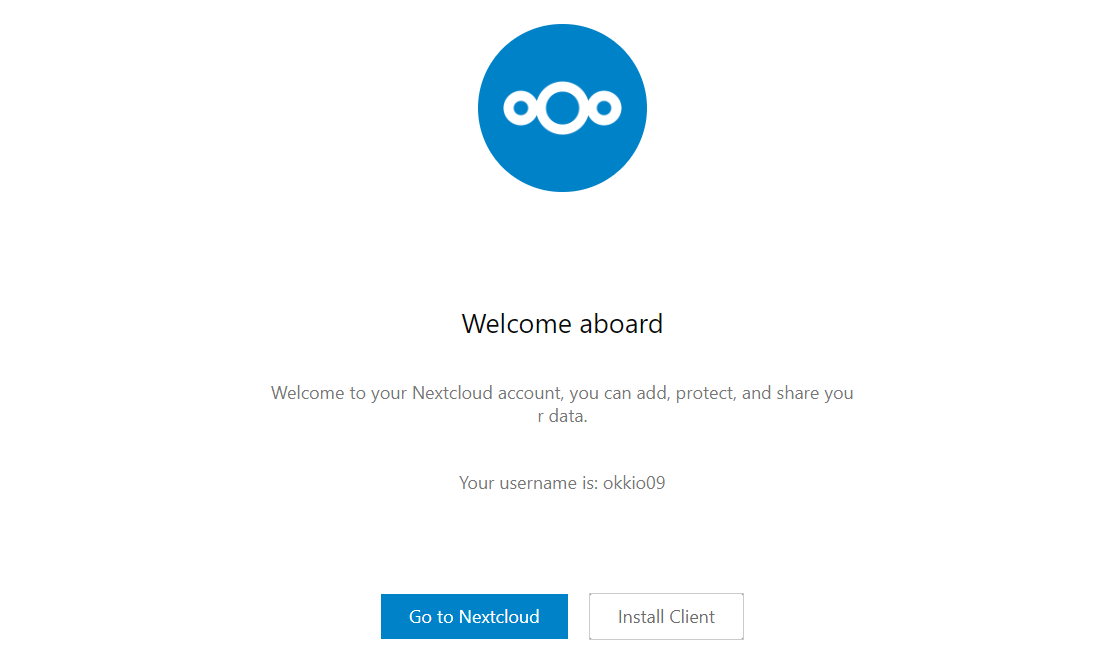 Welcome aboard
Welcome to your Nextcloud account, you can add, protect, and share you
r data.
Your username is: okkio09
Go to Nextcloud
Install Client